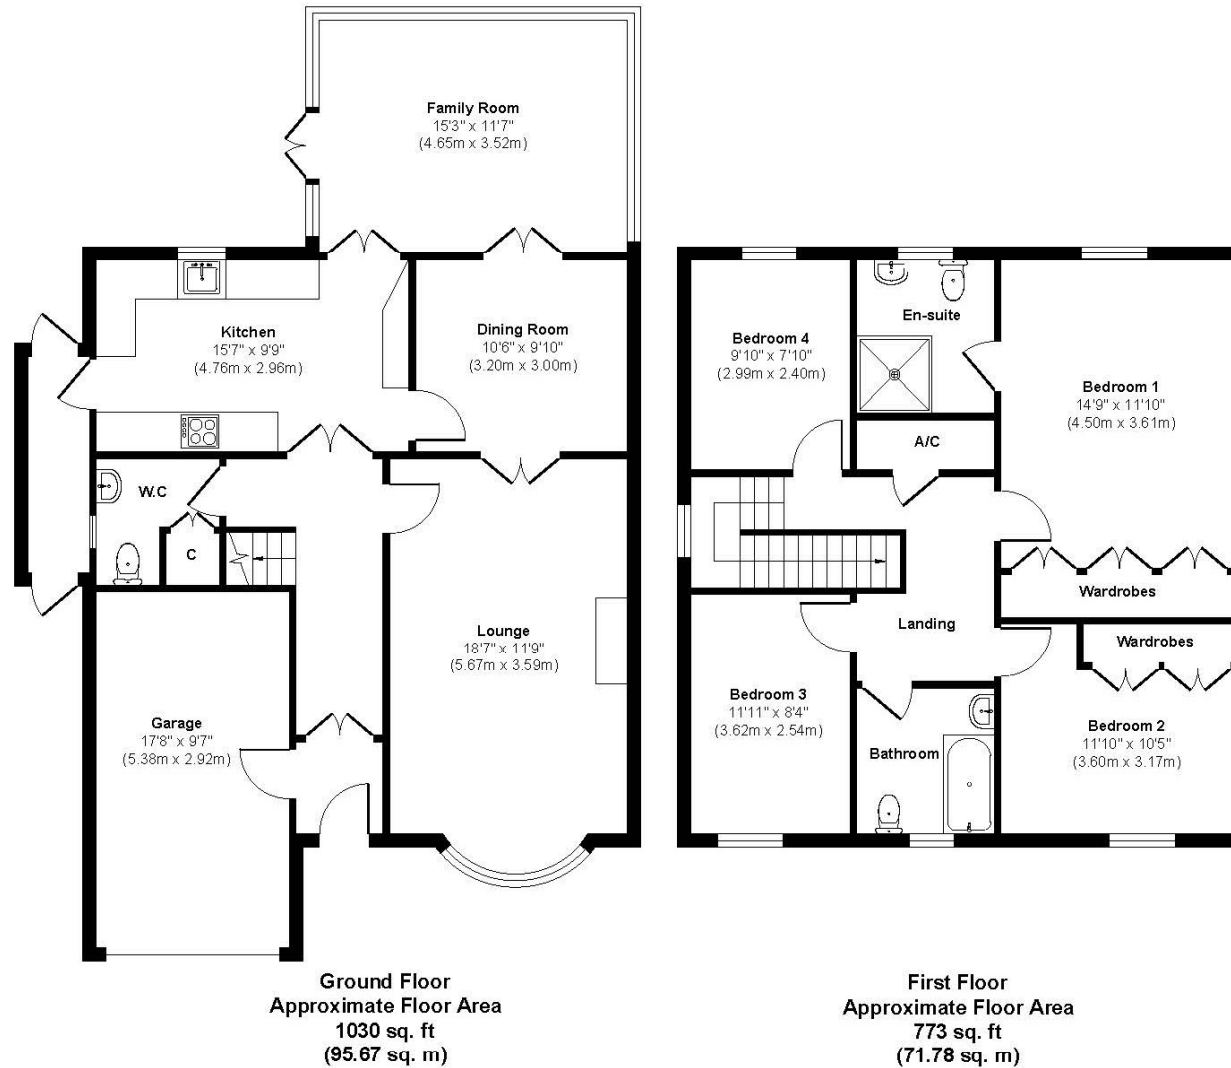 Family Room
15'3" x 11'7"
(4.65m x 3.52m)
Kitchen
15'7" x 9'9"
(4.76m x 2.96m)
Dining Room
10'6" x 9'10"
(3.20m x 3.00m)
W.C
C
Lounge
18'7" x 11'9"
(5.67m x 3.59m)
Garage
17'8" x 9'7"
(5.38m x 2.92m)
Ground Floor
Approximate Floor Area
1030 sq. ft
(95.67 sq. m)
Bedroom 4
9'10" x 7'10"
(2.99m x 2.40m)
En-suite
A/C
Bedroom 1
14'9" x 11'10"
(4.50m x 3.61m)
Wardrobes
Landing
Wardrobes
Bedroom 3
11'11" x 8'4"
(3.62m x 2.54m)
Bathroom
Bedroom 2
11'10" x 10'5"
(3.60m x 3.17m)
First Floor
Approximate Floor Area
773 sq. ft
(71.78 sq. m)